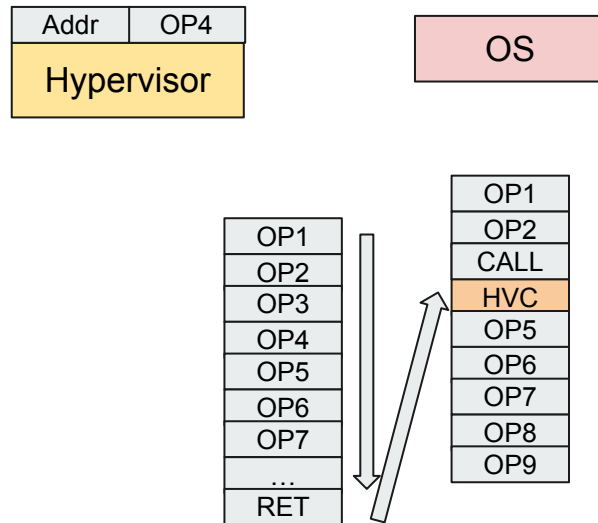 Addr OP4
Hypervisor
OS
OP1
OP2
OP3
OP4
OP5
OP6
OP7
...
RET
OP1
OP2
CALL
HVC
OP5
OP6
OP7
OP8
OP9